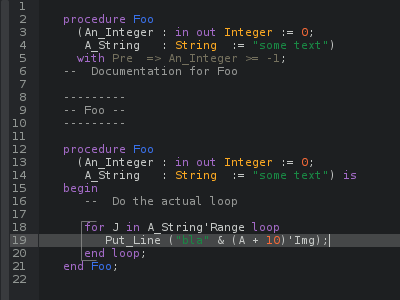 1
2 procedure Foo
3 (An_Integer : in out Integer := 0;
4 A_String : String := "some text")
5 with Pre => An_Integer >= -1;
6 -- Documentation for Foo
7
8 ---------
9 -- Foo --
10 ---------
11
12 procedure Foo
13 (An_Integer : in out Integer := 0;
14 A_String : String := "some text") is
15 begin
16 -- Do the actual loop
17
18 for J in A_String'Range loop
19 Put_Line ("bla" & (A + 10)'Img);
20 end loop;
21 end Foo;
22